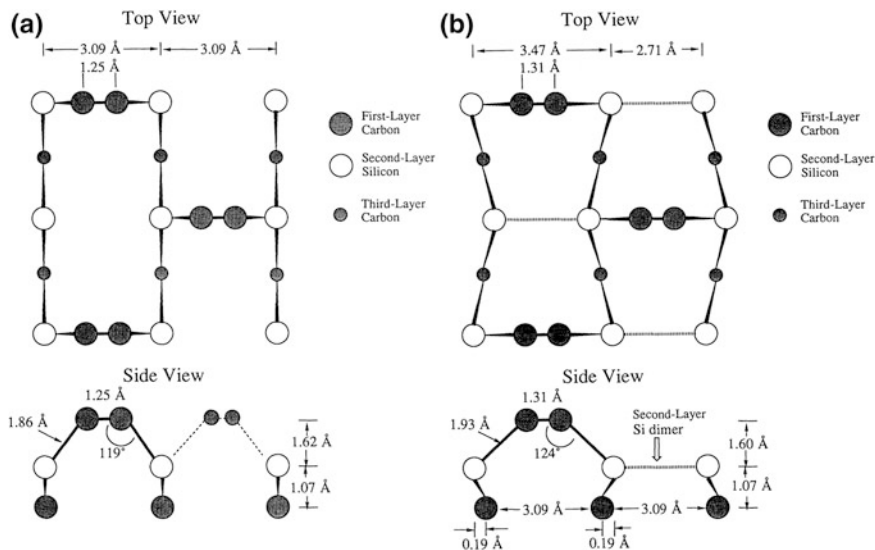 (a)
Top View
3.09 Å
3.09 Å
1.25 Å
First-Layer
Carbon
Second-Layer
Silicon
Third-Layer
Carbon
Side View
1.25 Å
1.86 Å
119°
1.62 Å
1.07 Å
(b)
Top View
3.47 Å
2.71 Å
1.31 Å
First-Layer
Carbon
Second-Layer
Silicon
Third-Layer
Carbon
Side View
1.31 Å
1.93 Å
124°
Second-Layer
Si dimer
1.60 Å
1.07 Å
3.09 Å
3.09 Å
0.19 Å
0.19 Å